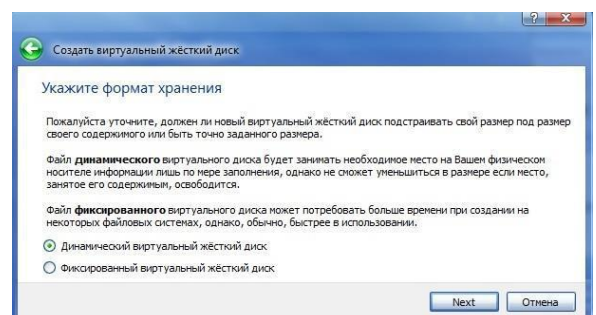 Создать виртуальный жёсткий диск
Укажите формат хранения
Пожалуйста уточните, должен ли новый виртуальный жёсткий диск подстраивать свой размер под размер
своего содержимого или быть точно заданного размера.
Файл динамического виртуального диска будет занимать необходимое место на Вашем физическом
носителе информации лишь по мере заполнения, однако не сможет уменьшиться в размере если место,
занятое его содержимым, освободится.
Файл фиксированного виртуального диска может потребовать больше времени при создании на
некоторых файловых системах, однако, обычно, быстрее в использовании.
Динамический виртуальный жёсткий диск
Фиксированный виртуальный жёсткий диск
Next Отмена